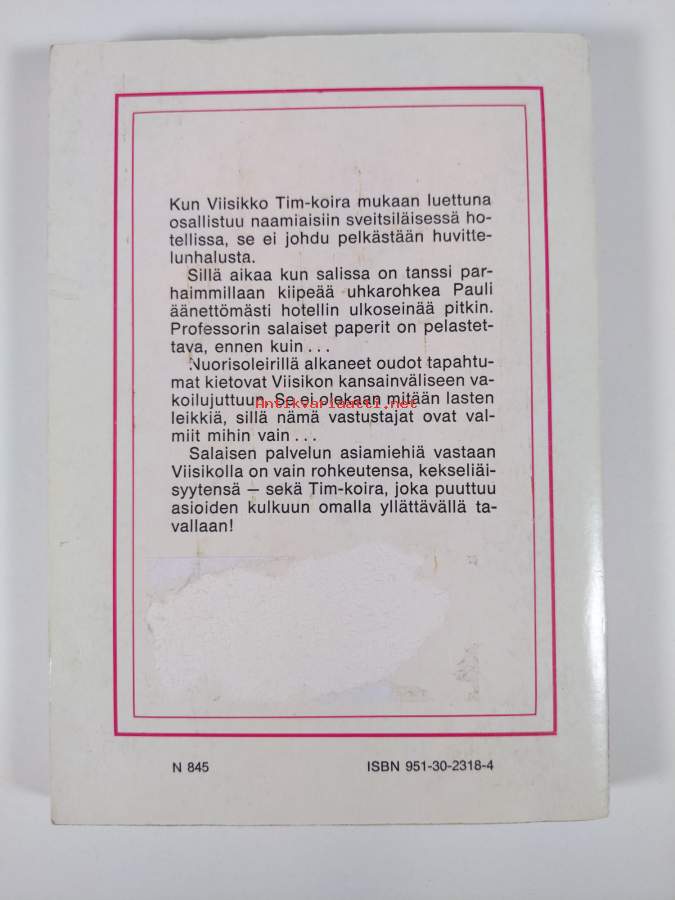 Kun Viisikko Tim-koira mukaan luettuna
osallistuu naamiaisiin sveitsiläisessä ho-
tellissa, se ei johdu pelkästään huvitte-
lunhalusta.
Sillä aikaa kun salissa on tanssi par-
haimmillaan kiipeää uhkarohkea Pauli
äänettömästi hotellin ulkoseinää pitkin.
Professorin salaiset paperit on pelastet-
tava, ennen kuin...
Nuorisoleirillä alkaneet oudot tapahtu-
mat kietovat Viisikon kansainväliseen va-
koilujuttuun. Se ei olekaan mitään lasten
Antikvariaatti.net
leikkiä, sillä nämä vastustajat ovat val-
miit mihin vain...
Salaisen palvelun asiamiehiä vastaan
Viisikolla on vain rohkeutensa, kekseliäi-
syytensä — sekä Tim-koira, joka puuttuu
asioiden kulkuun omalla yllättävällä ta-
vallaan!
N 845
ISBN 951-30-2318-4